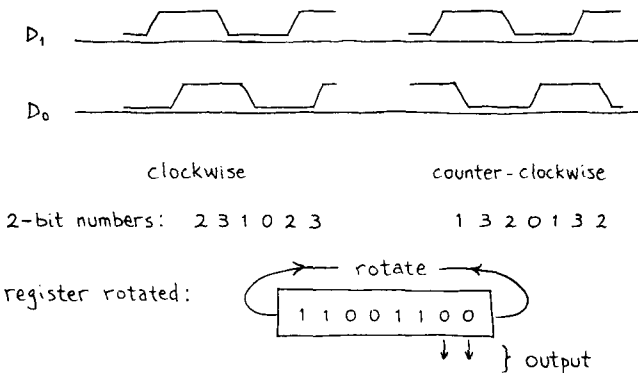 D₁
D₀
clockwise counter-clockwise
2-bit numbers: 2 3 1 0 2 3 1 3 2 0 1 3 2
rotate
register rotated:
1 1 0 0 1 1 0 0
} output